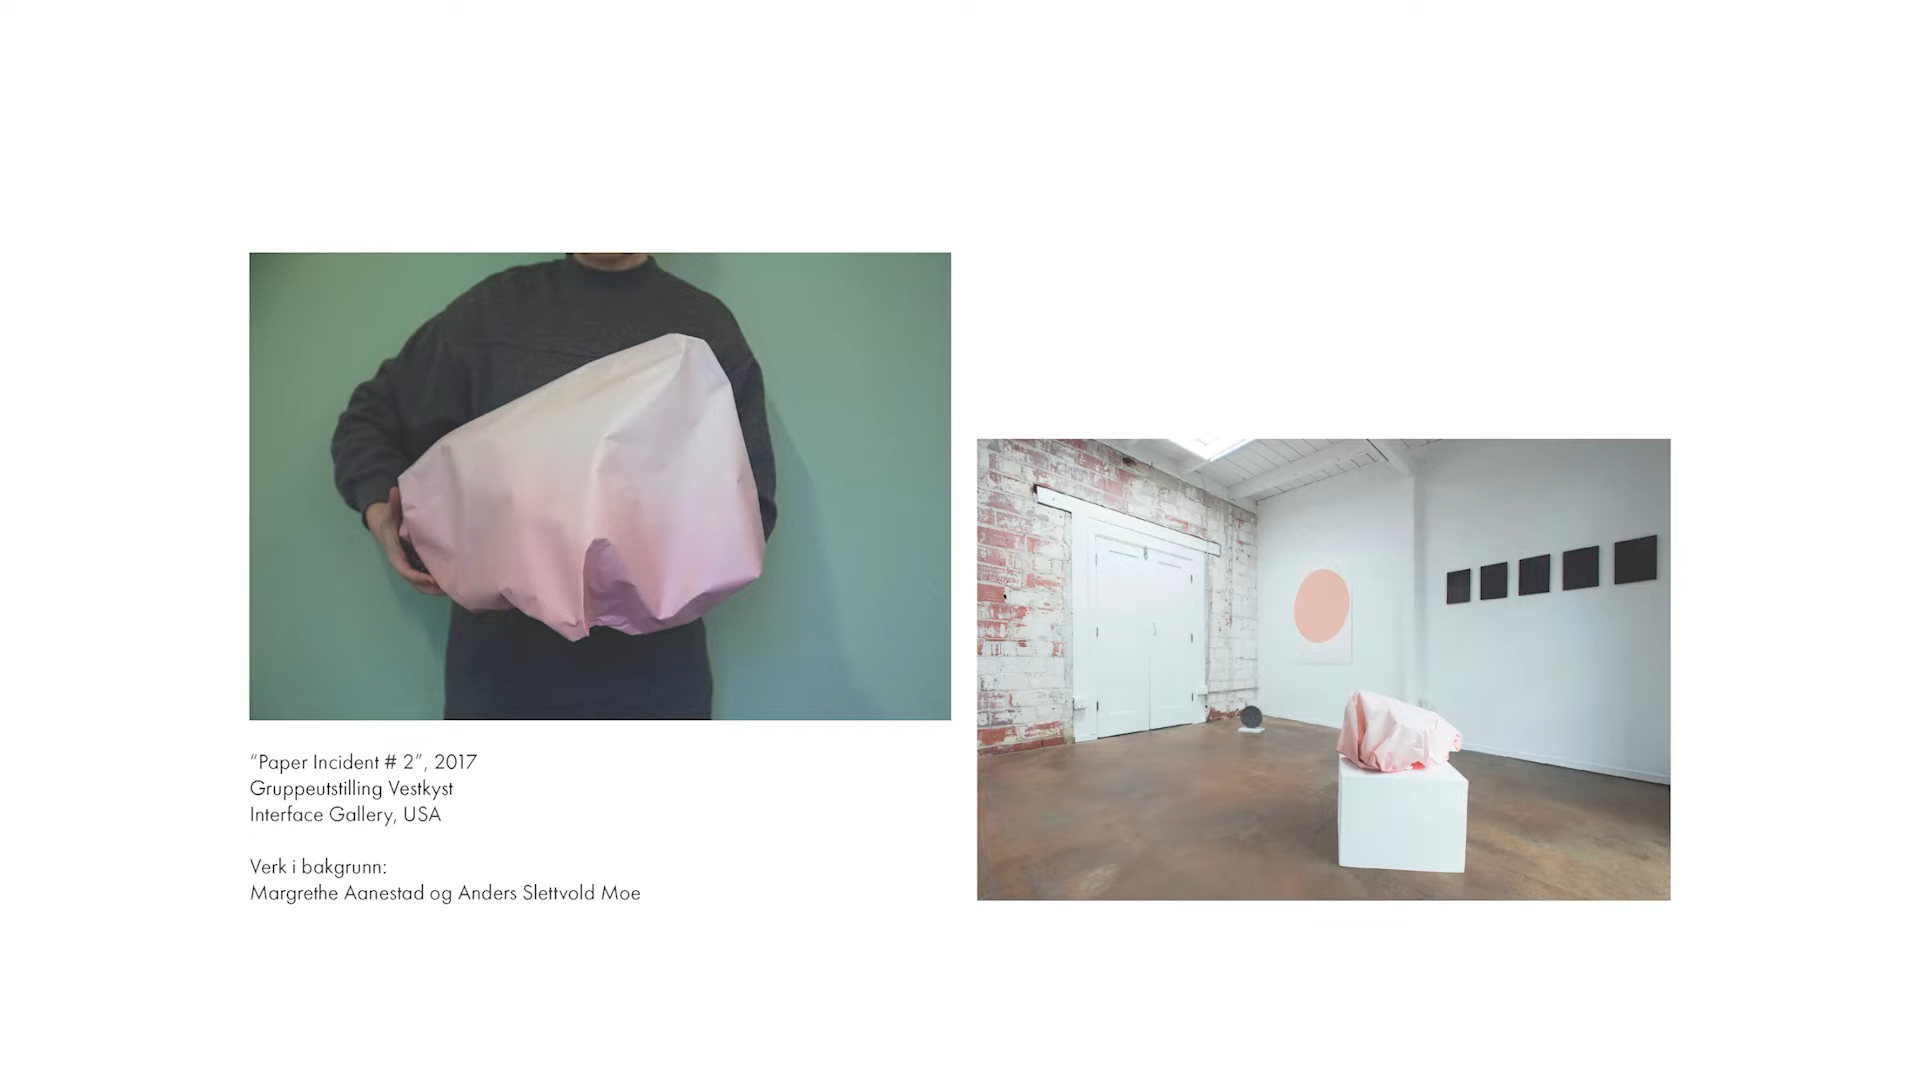 “Paper Incident # 2”, 2017
Gruppeutstilling Vestkyst
Interface Gallery, USA
Verk i bakgrunn:
Margrethe Aanestad og Anders Slettvold Moe